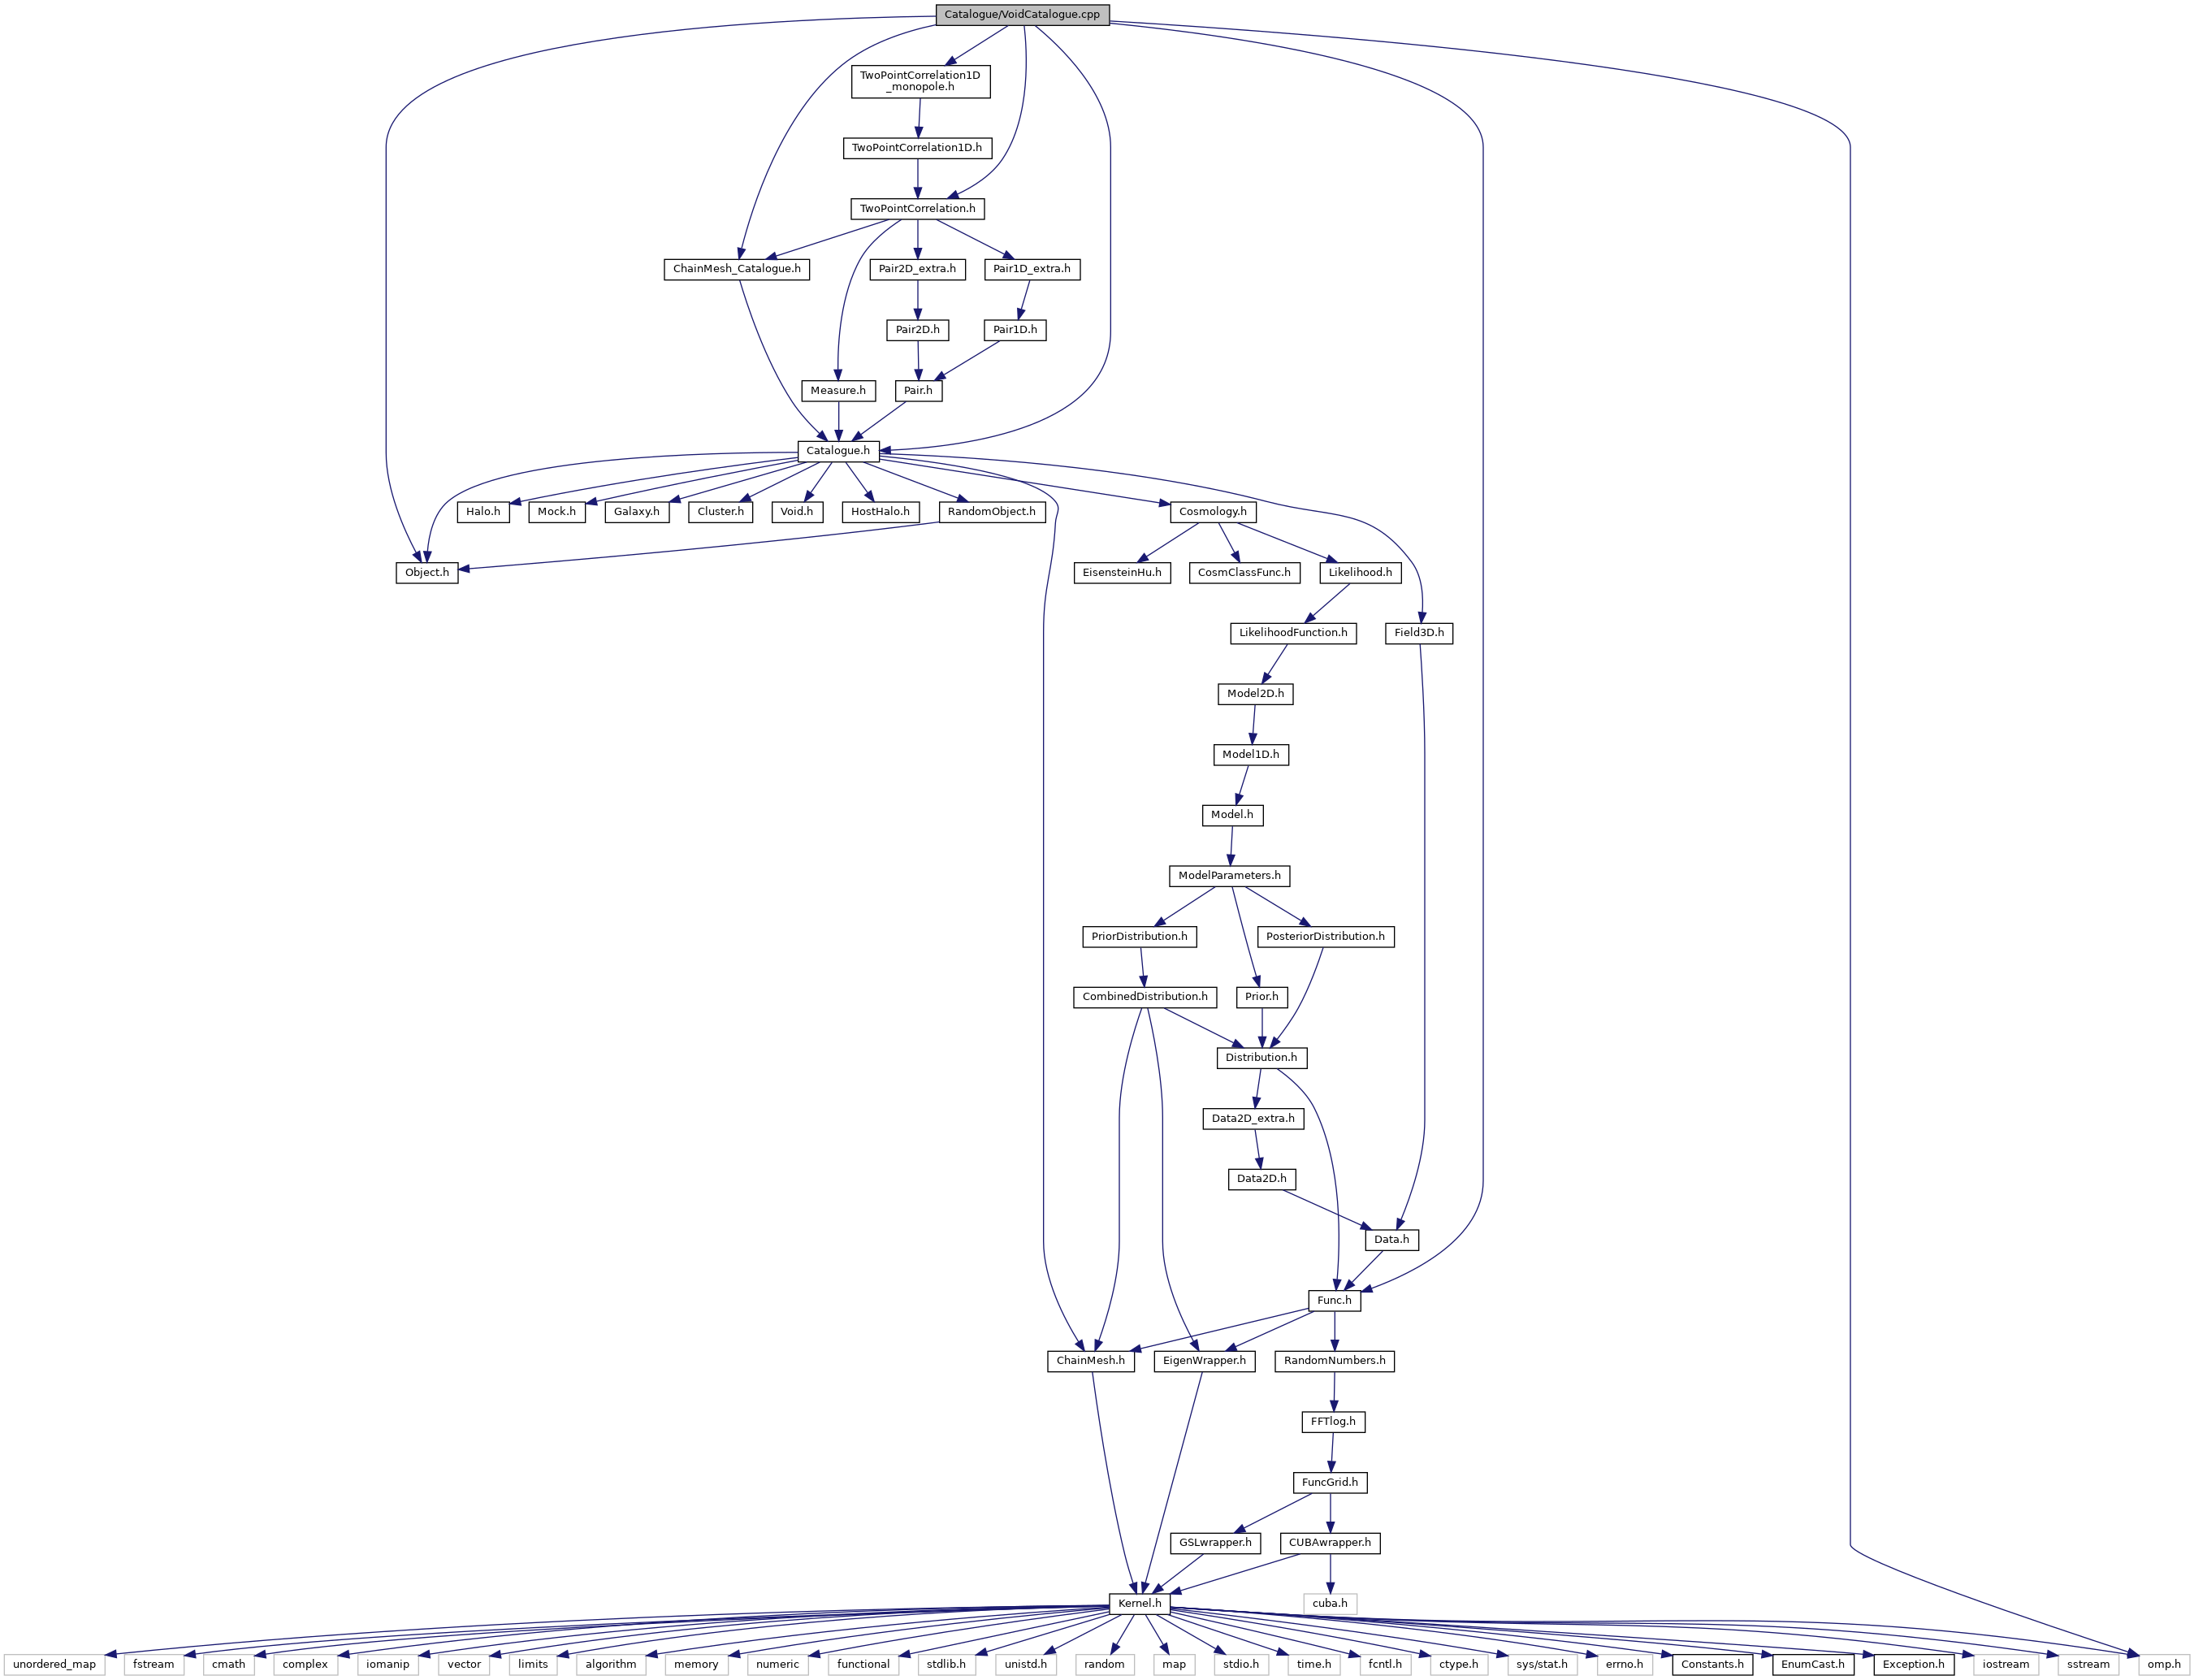 Catalogue/VoidCatalogue.cpp
TwoPointCorrelation1D
_monopole.h
TwoPointCorrelation1D.h
TwoPointCorrelation.h
ChainMesh_Catalogue.h
Pair2D_extra.h
Pair1D_extra.h
Pair2D.h
Pair1D.h
Measure.h
Pair.h
Catalogue.h
Halo.h
Mock.h
Galaxy.h
Cluster.h
Void.h
HostHalo.h
RandomObject.h
Cosmology.h
Object.h
EisensteinHu.h
CosmClassFunc.h
Likelihood.h
LikelihoodFunction.h
Field3D.h
Model2D.h
Model1D.h
Model.h
ModelParameters.h
PriorDistribution.h
PosteriorDistribution.h
CombinedDistribution.h
Prior.h
Distribution.h
Data2D_extra.h
Data2D.h
Data.h
Func.h
ChainMesh.h
EigenWrapper.h
RandomNumbers.h
FFTlog.h
FuncGrid.h
GSLwrapper.h
CUBAwrapper.h
Kernel.h
cuba.h
unordered_map
fstream
cmath
complex
iomanip
vector
limits
algorithm
memory
numeric
functional
stdlib.h
unistd.h
random
map
stdio.h
time.h
fcntl.h
ctype.h
sys/stat.h
errno.h
Constants.h
EnumCast.h
Exception.h
iostream
sstream
omp.h